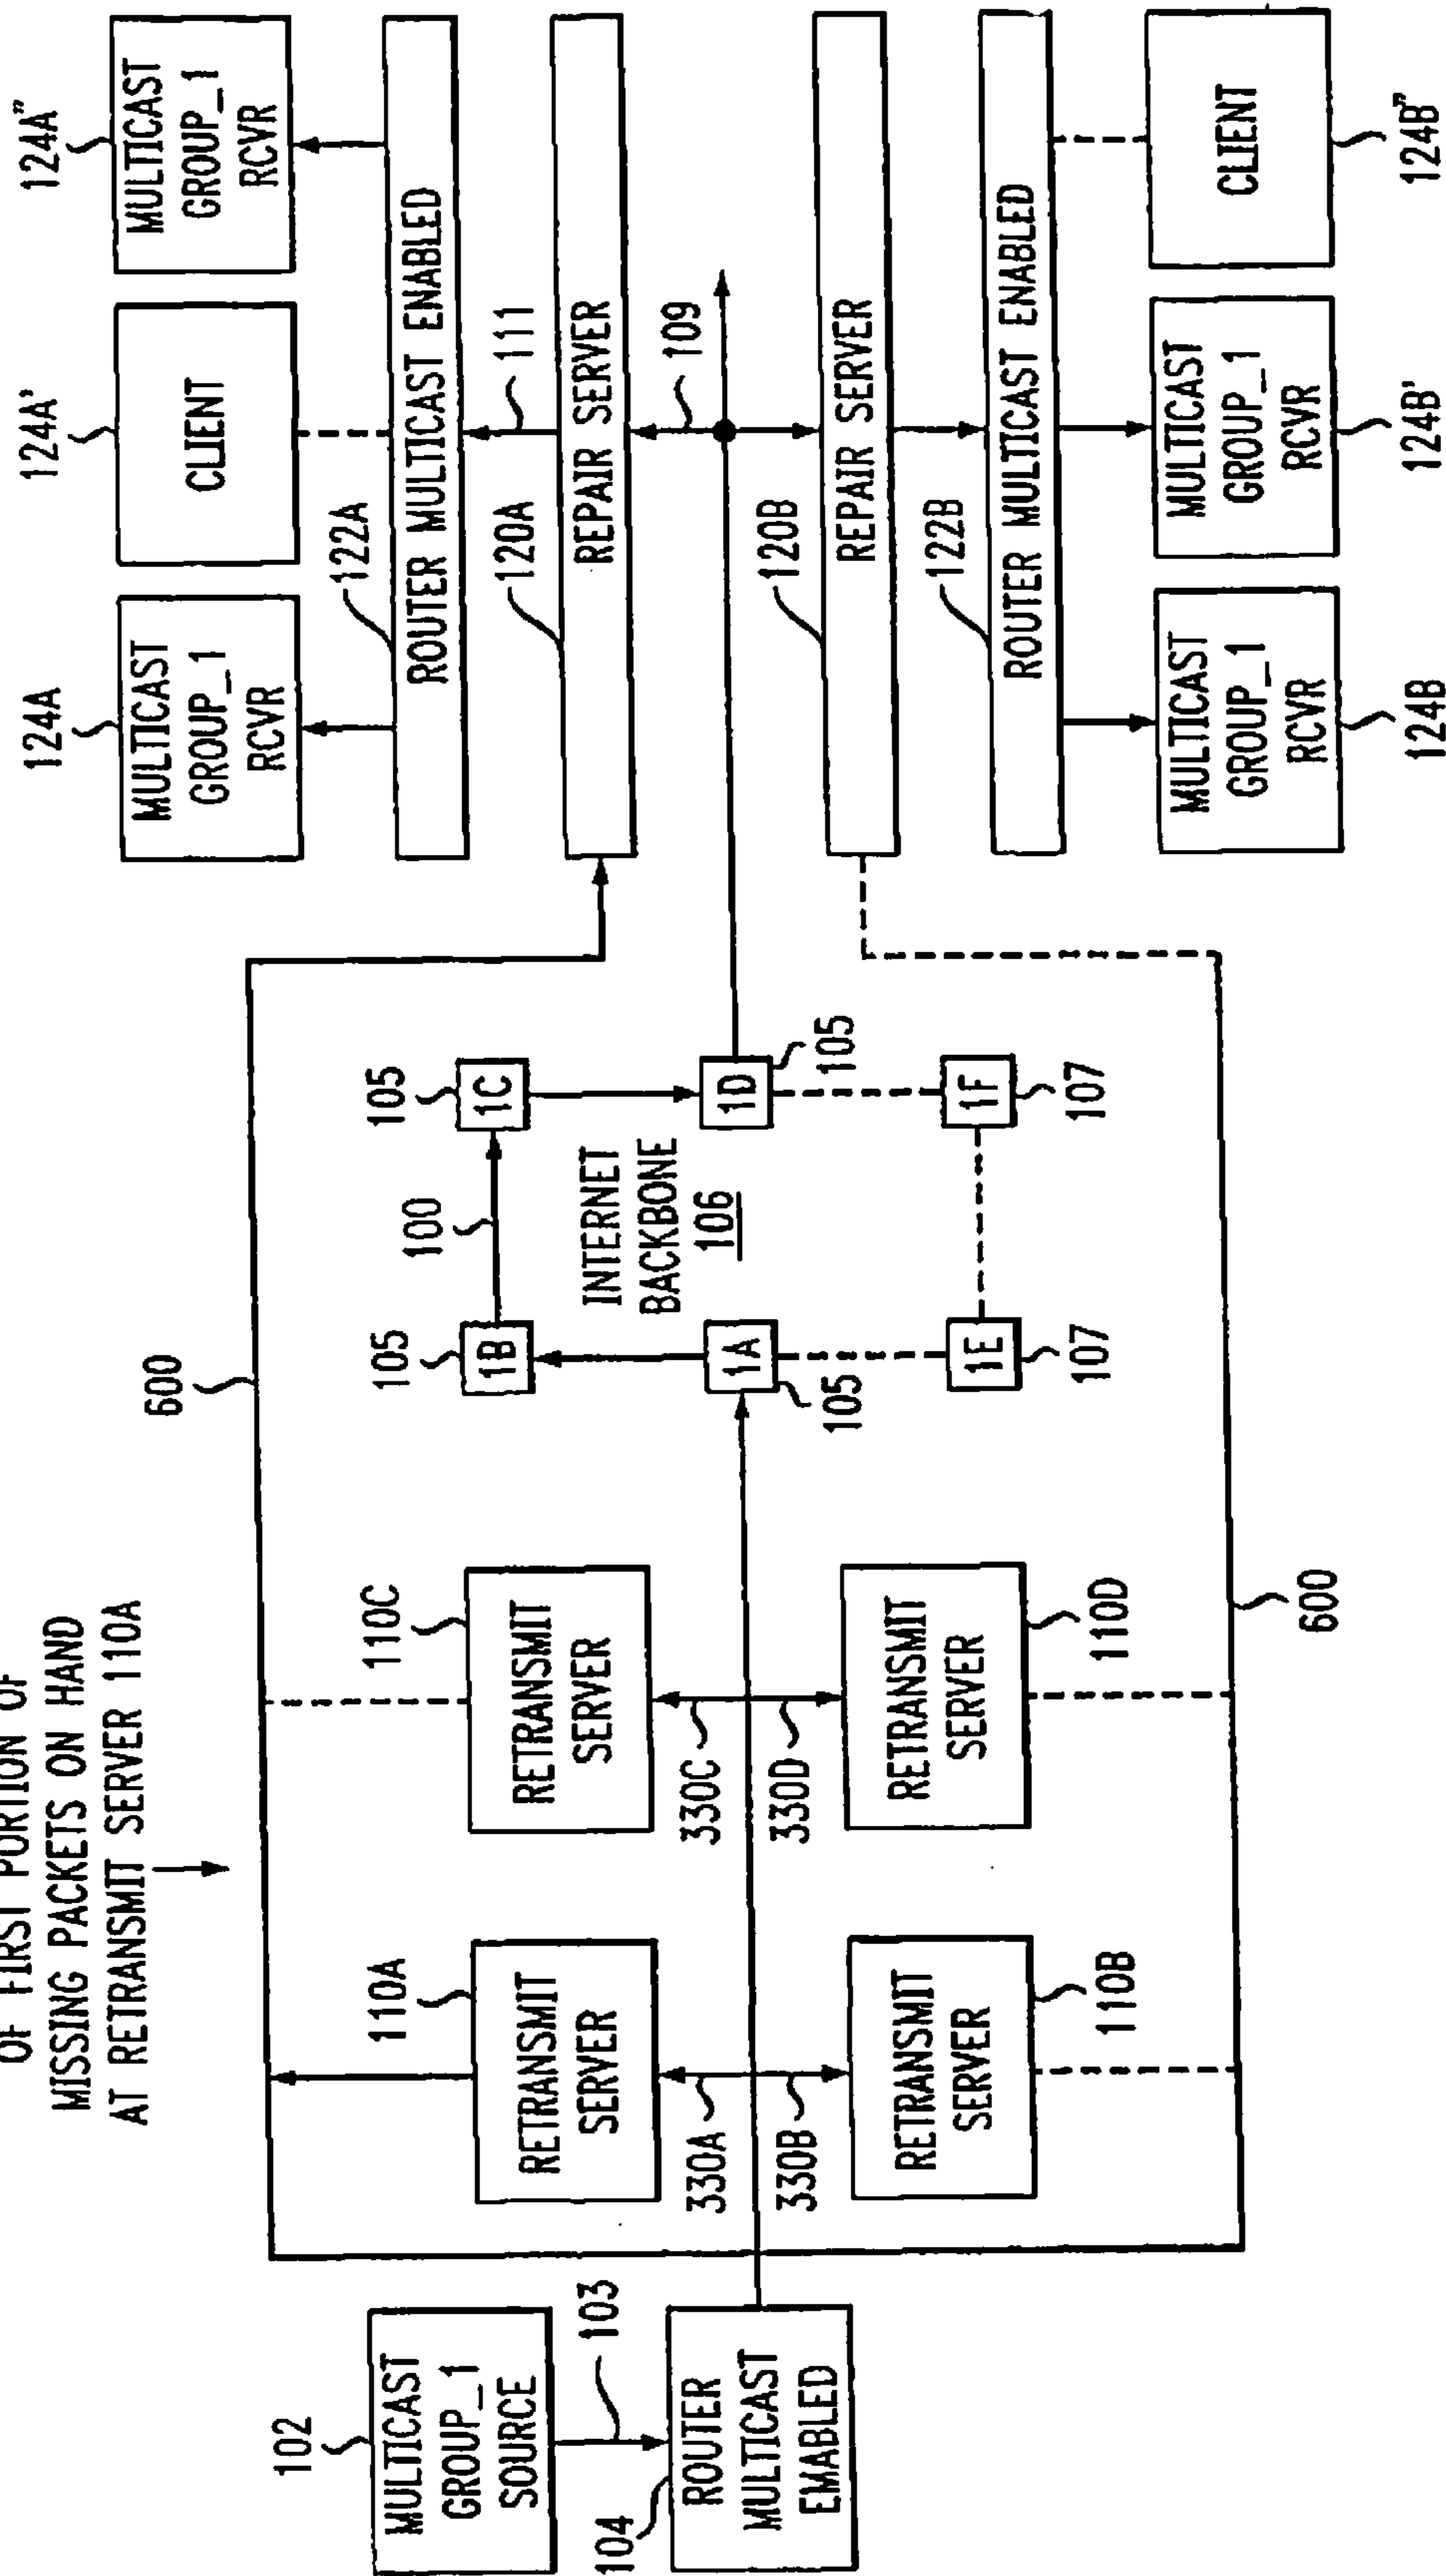 OF FIRST PORTION OF
MISSING PACKETS ON HAND
AT RETRANSMIT SERVER 110A
102
MULTICAST
GROUP_1
SOURCE
103
104
ROUTER
MULTICAST
EMABLED
600
110A
RETRANSMIT
SERVER
110C
RETRANSMIT
SERVER
330A
330B
330C
330D
RETRANSMIT
SERVER
110B
RETRANSMIT
SERVER
110D
600
105
1B
100
105
1C
INTERNET
BACKBONE
106
1A
105
1D
105
1E
107
1F
107
124A
124A'
124A"
MULTICAST
GROUP_1
RCVR
CLIENT
MULTICAST
GROUP_1
RCVR
122A
ROUTER MULTICAST ENABLED
111
120A
REPAIR SERVER
109
120B
REPAIR SERVER
122B
ROUTER MULTICAST ENABLED
MULTICAST
GROUP_1
RCVR
MULTICAST
GROUP_1
RCVR
CLIENT
124B
124B'
124B"